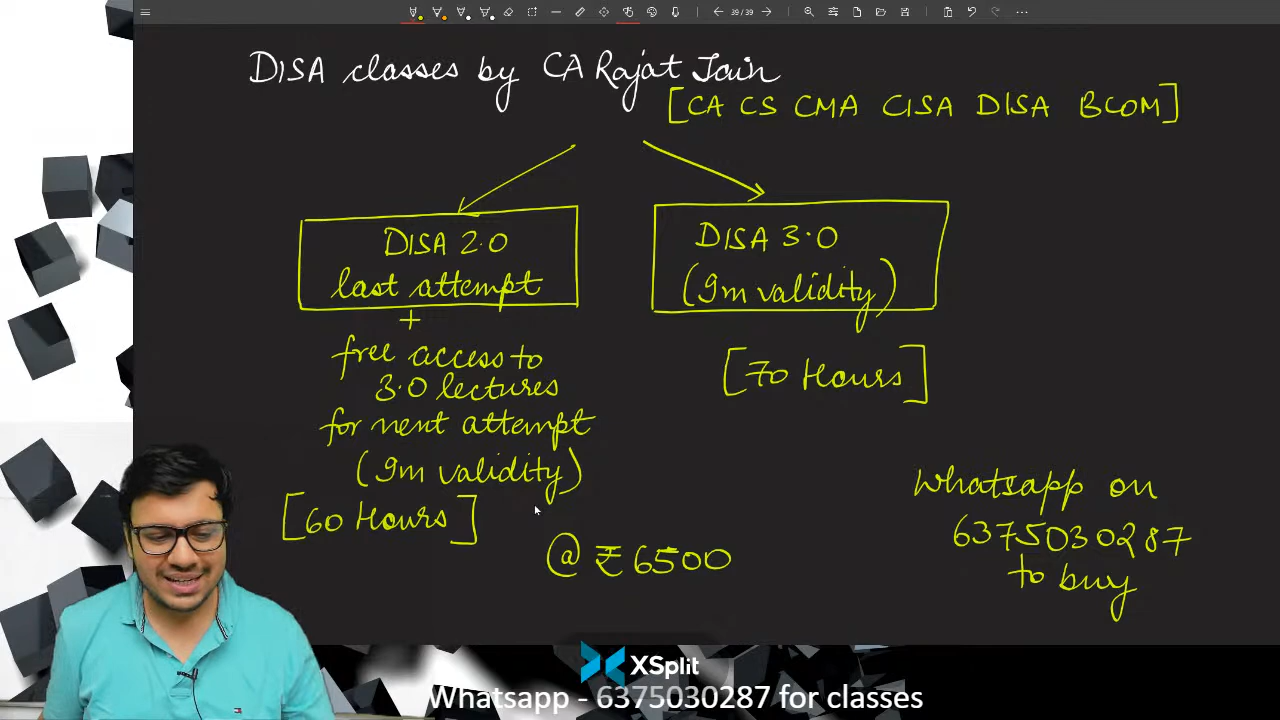 39/39
DISA classes by CA Rajat Jain
[CA CS CMA CISA DISA BCOM]
DISA 2.0
last attempt
+
free access to
3.0 lectures
for next attempt
(9m validity)
[60 Hours]
DISA 3.0
(9m validity)
[70 Hours]
@ ₹ 6500
Whatsapp on
6375030287
to buy
XSplit
Whatsapp - 6375030287 for classes